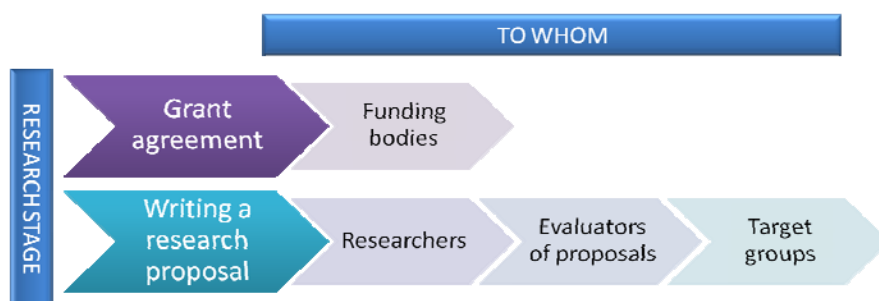 TO WHOM
RESEARCH STAGE
Grant
agreement
Funding
bodies
Writing a
research
proposal
Researchers
Evaluators
of proposals
Target
groups